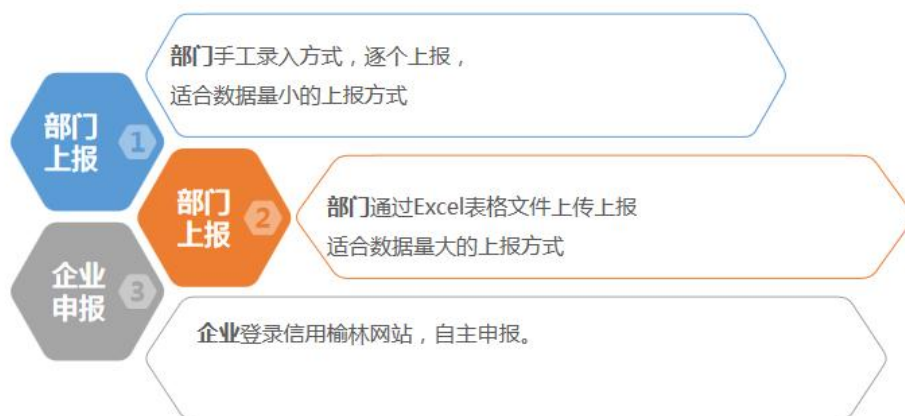 部门手工录入方式，逐个上报，
适合数据量小的上报方式
部门
上报
1
部门
上报
2
部门通过Excel表格文件上传上报
适合数据量大的上报方式
企业
申报
3
企业登录信用榆林网站，自主申报。